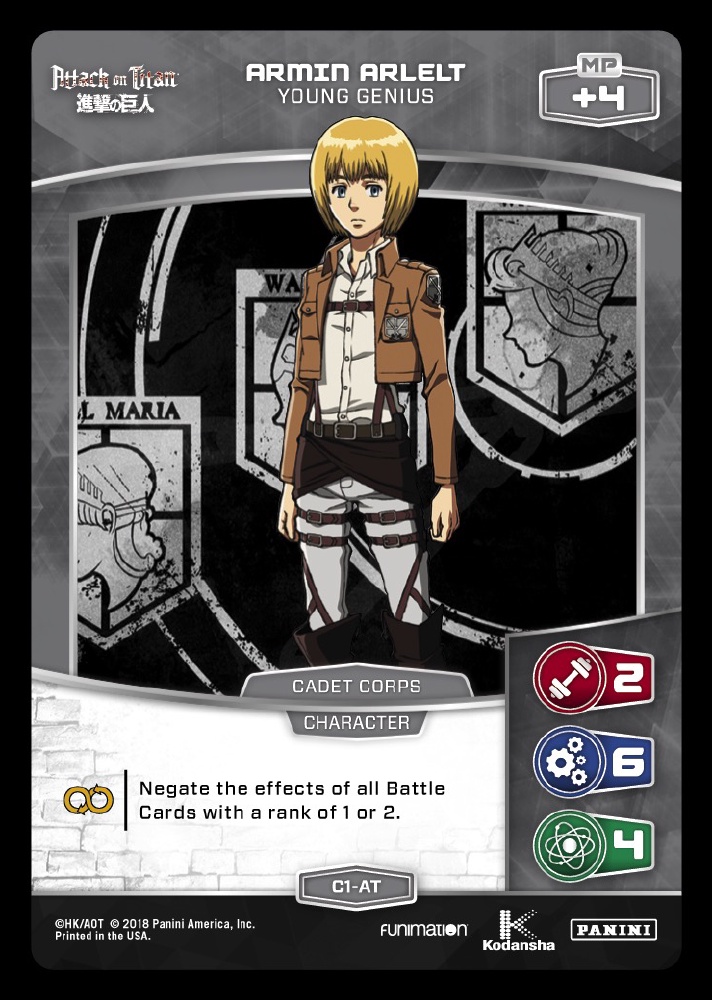 Attack on Titan
進撃の巨人
ARMIN ARLELT
YOUNG GENIUS
MP
+4
WA
L MARIA
CADET CORPS
CHARACTER
2
6
4
Negate the effects of all Battle
Cards with a rank of 1 or 2.
C1-AT
©HK/AOT © 2018 Panini America, Inc.
Printed in the USA.
FUNIMATION
K
Kodansha
PANINI